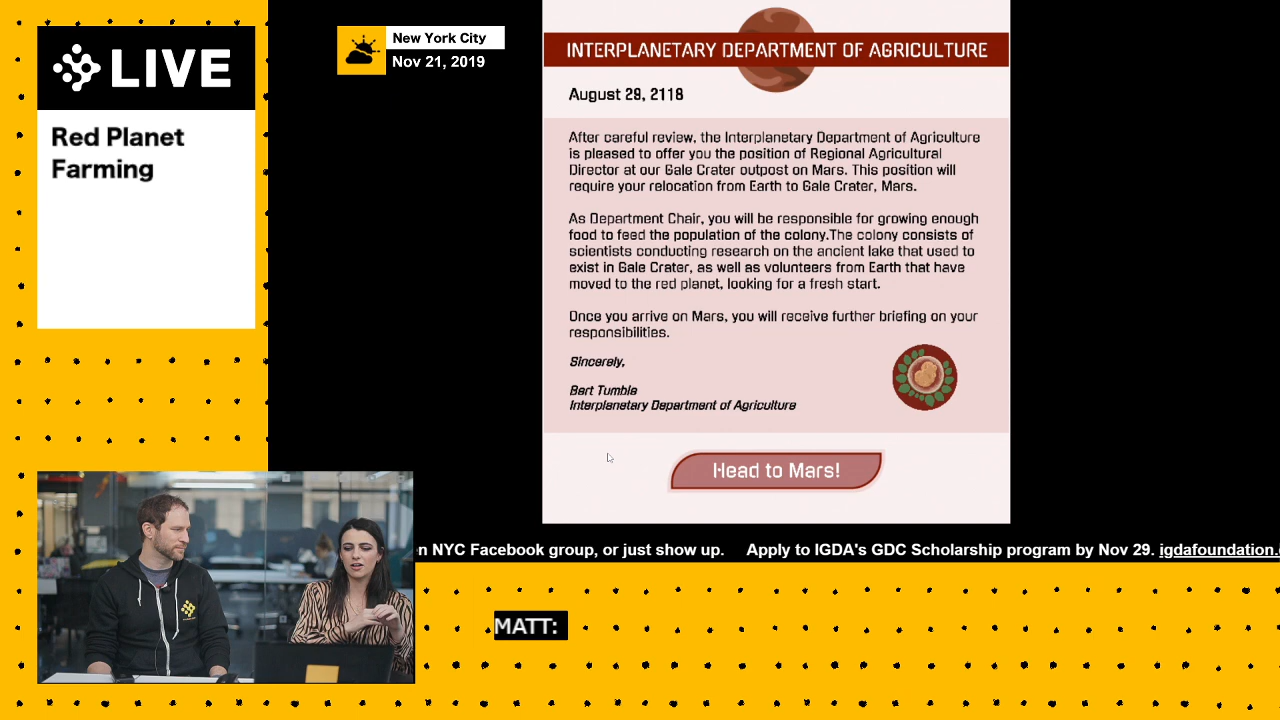 LIVE
Red Planet
Farming
New York City
Nov 21, 2019
INTERPLANETARY DEPARTMENT OF AGRICULTURE
August 29, 2118
After careful review, the Interplanetary Department of Agriculture
is pleased to offer you the position of Regional Agricultural
Director at our Gale Crater outpost on Mars. This position will
require your relocation from Earth to Gale Crater, Mars.
As Department Chair, you will be responsible for growing enough
food to feed the population of the colony.The colony consists of
scientists conducting research on the ancient lake that used to
exist in Gale Crater, as well as volunteers from Earth that have
moved to the red planet, looking for a fresh start.
Once you arrive on Mars, you will receive further briefing on your
responsibilities.
Sincerely,
Bart Tumble
Interplanetary Department of Agriculture
Head to Mars!
n NYC Facebook group, or just show up. Apply to IGDA's GDC Scholarship program by Nov 29. igdafoundation.
MATT: